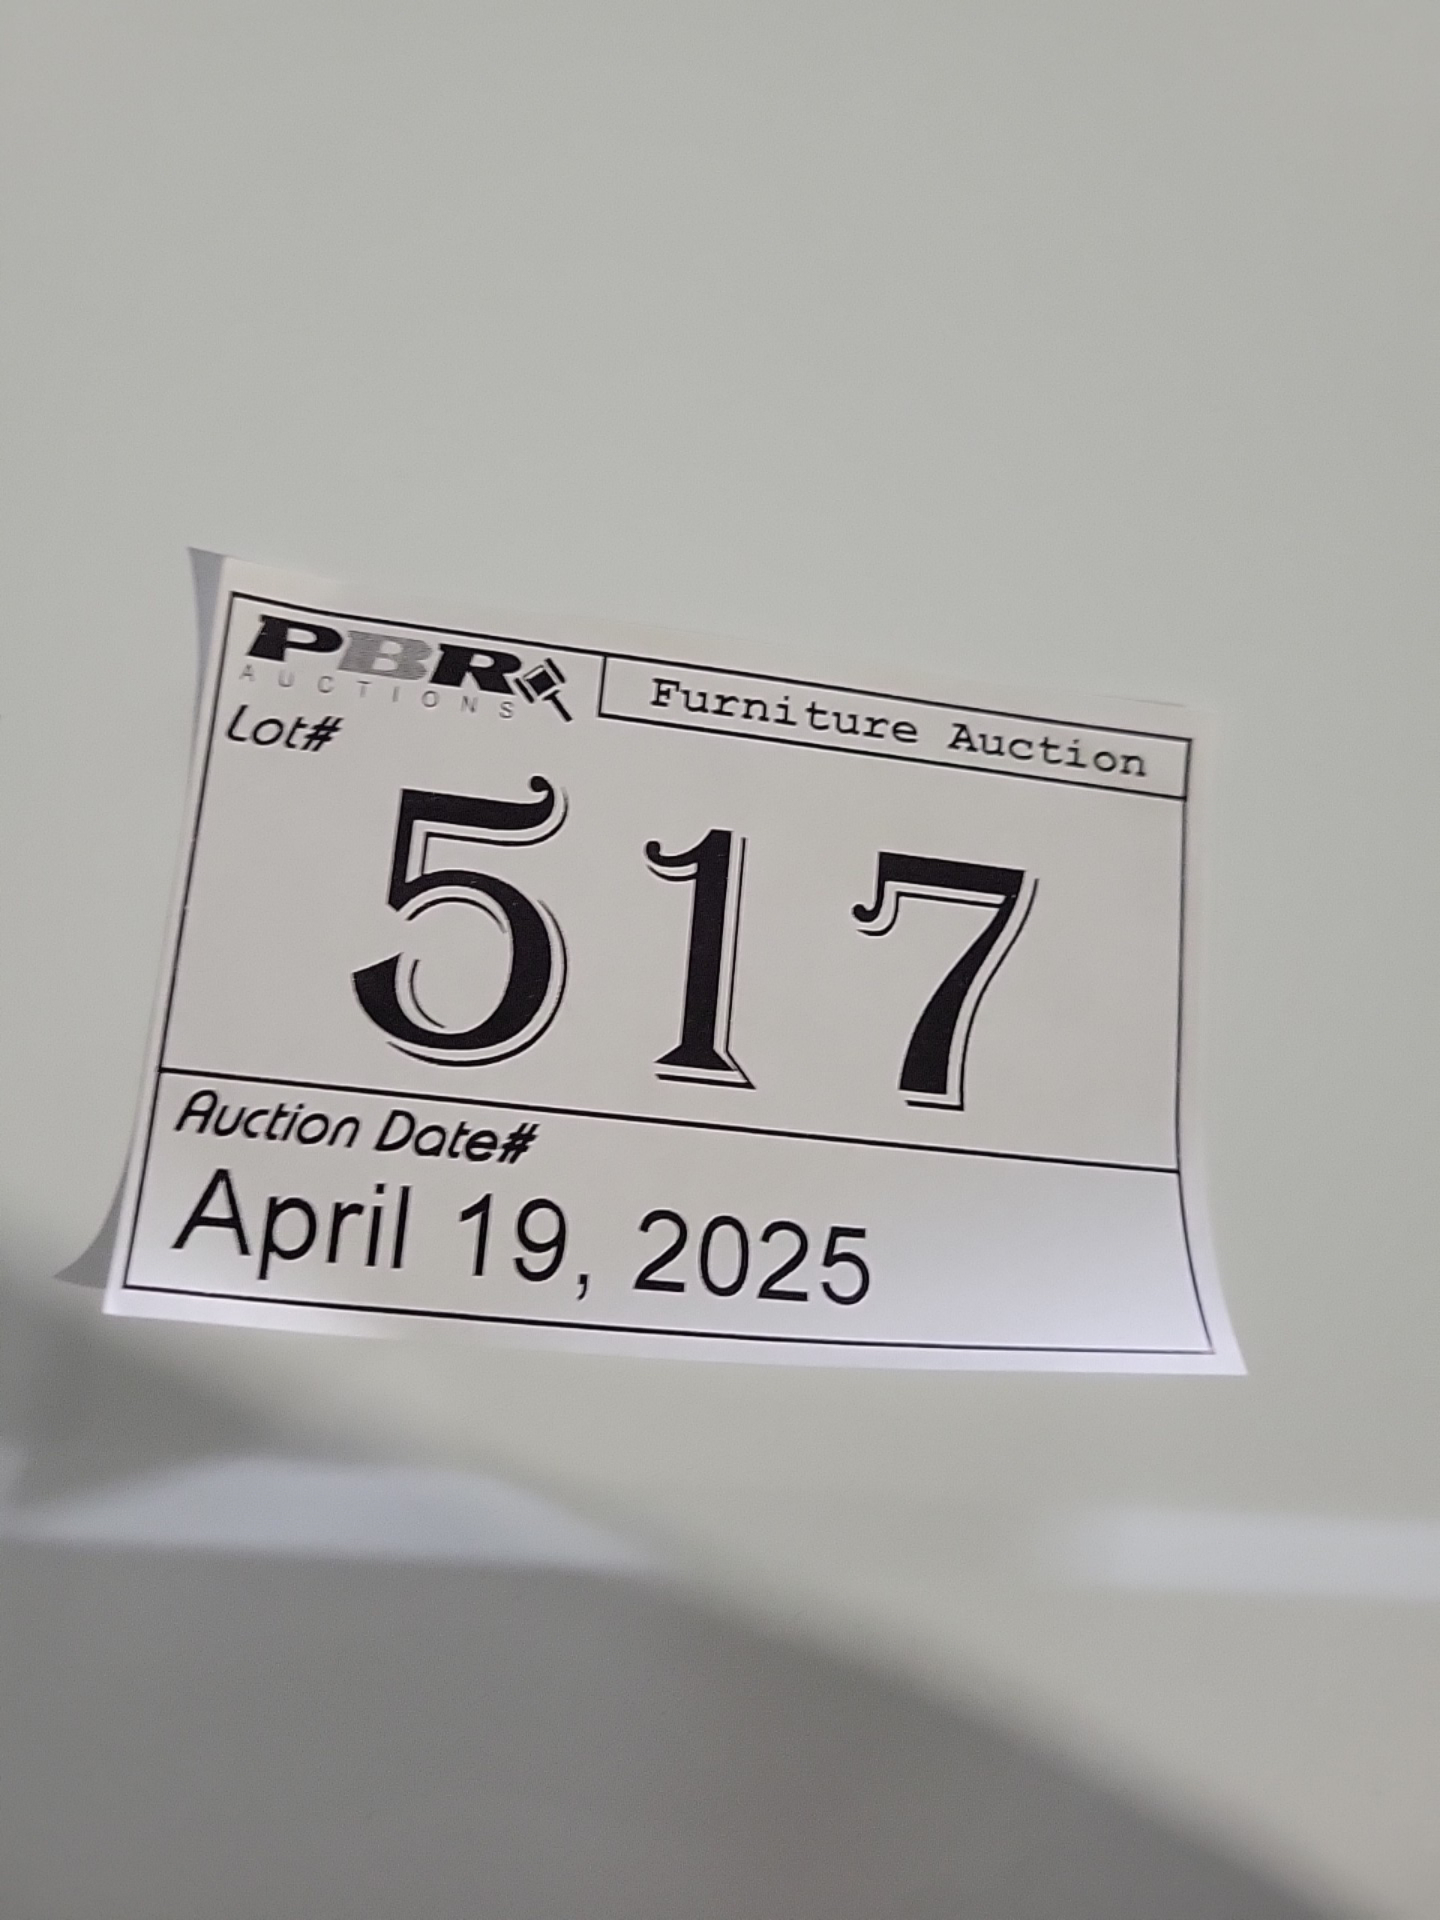 PBR
AUCTIONS
Furniture Auction
Lot#
517
Auction Date#
April 19, 2025